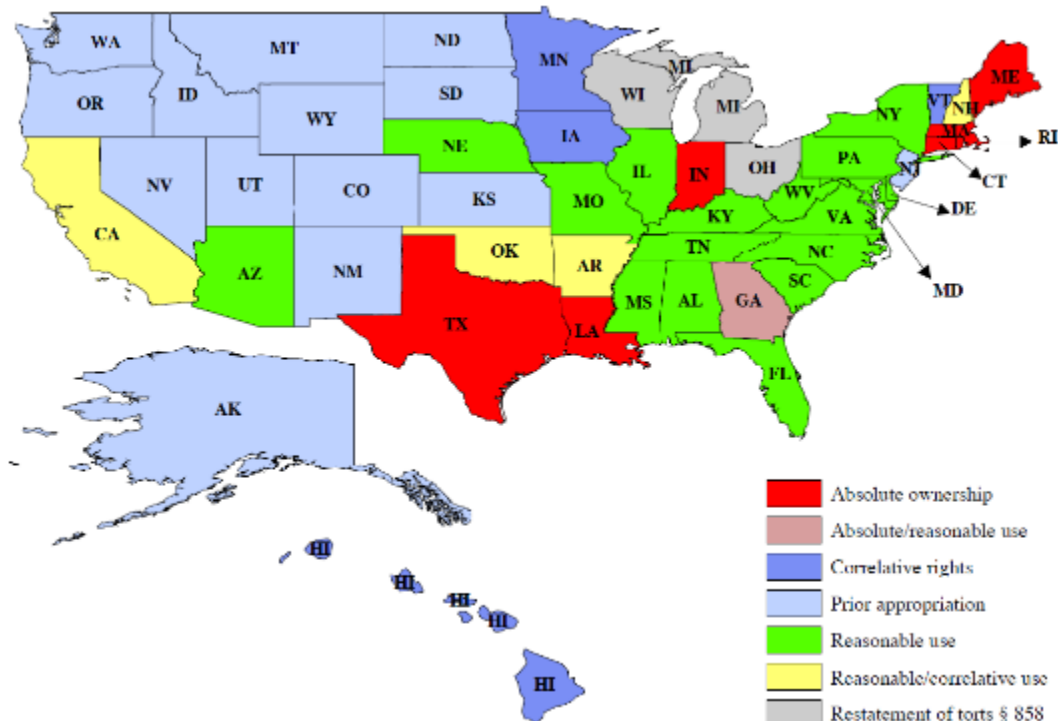 WA
MT
ND
MN
MI
ME
OR
ID
SD
WI
MI
NY
VT
NH
WY
IA
MA
RI
NE
PA
NV
UT
CO
IL
IN
OH
NJ
CT
KS
MO
WV
DE
CA
KY
VA
OK
TN
NC
AZ
NM
AR
SC
MD
MS
AL
GA
TX
LA
FL
AK
HI
HI
HI
HI
HI
Absolute ownership
Absolute/reasonable use
Correlative rights
Prior appropriation
Reasonable use
Reasonable/correlative use
Restatement of torts § 858